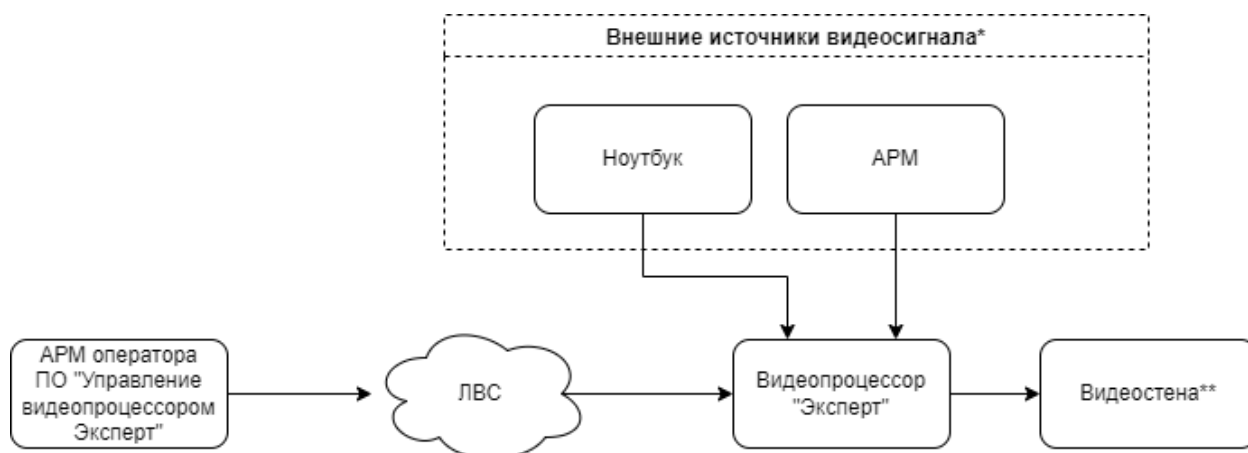 Внешние источники видеосигнала*
Ноутбук
АРМ
АРМ оператора
ПО "Управление
видеопроцессором
Эксперт"
ЛВС
Видеопроцессор
"Эксперт"
Видеостена**